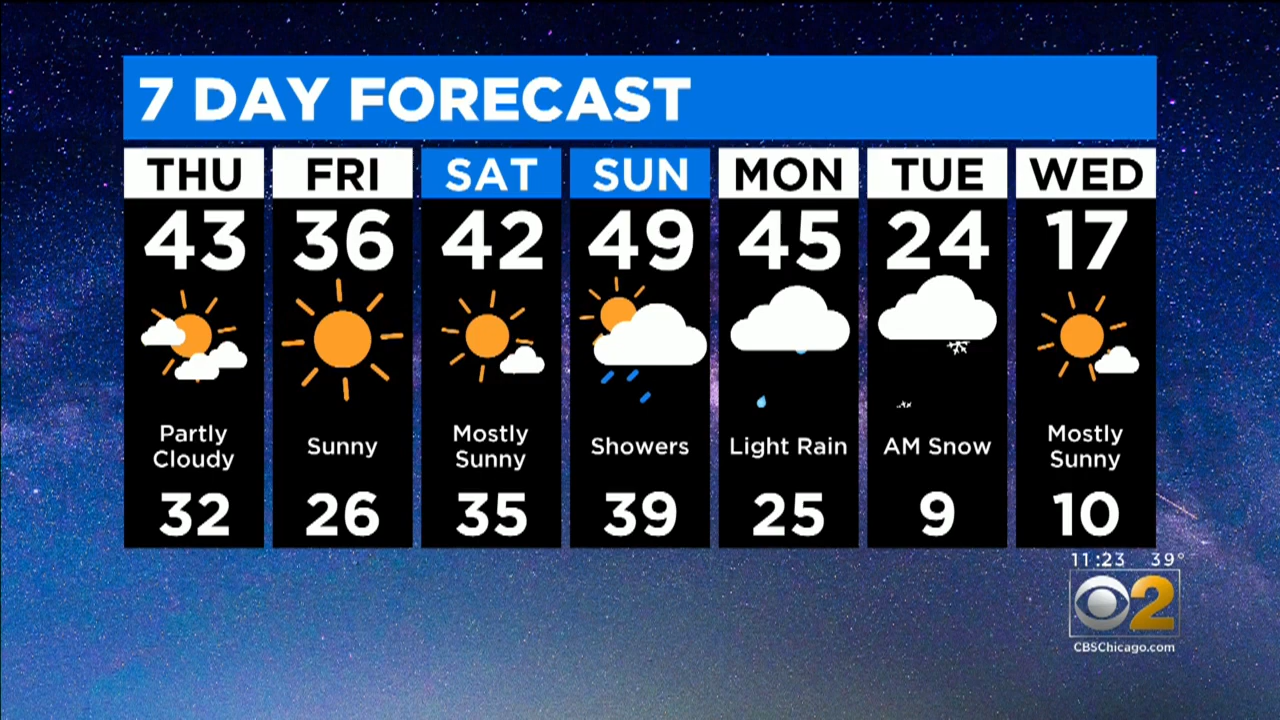 7 DAY FORECAST
THU FRI SAT SUN MON TUE WED
43 36 42 49 45 24 17
Partly Cloudy
Sunny
Mostly Sunny
Showers
Light Rain
AM Snow
Mostly Sunny
32 26 35 39 25 9 10
11:23 39°
2
CBSChicago.com